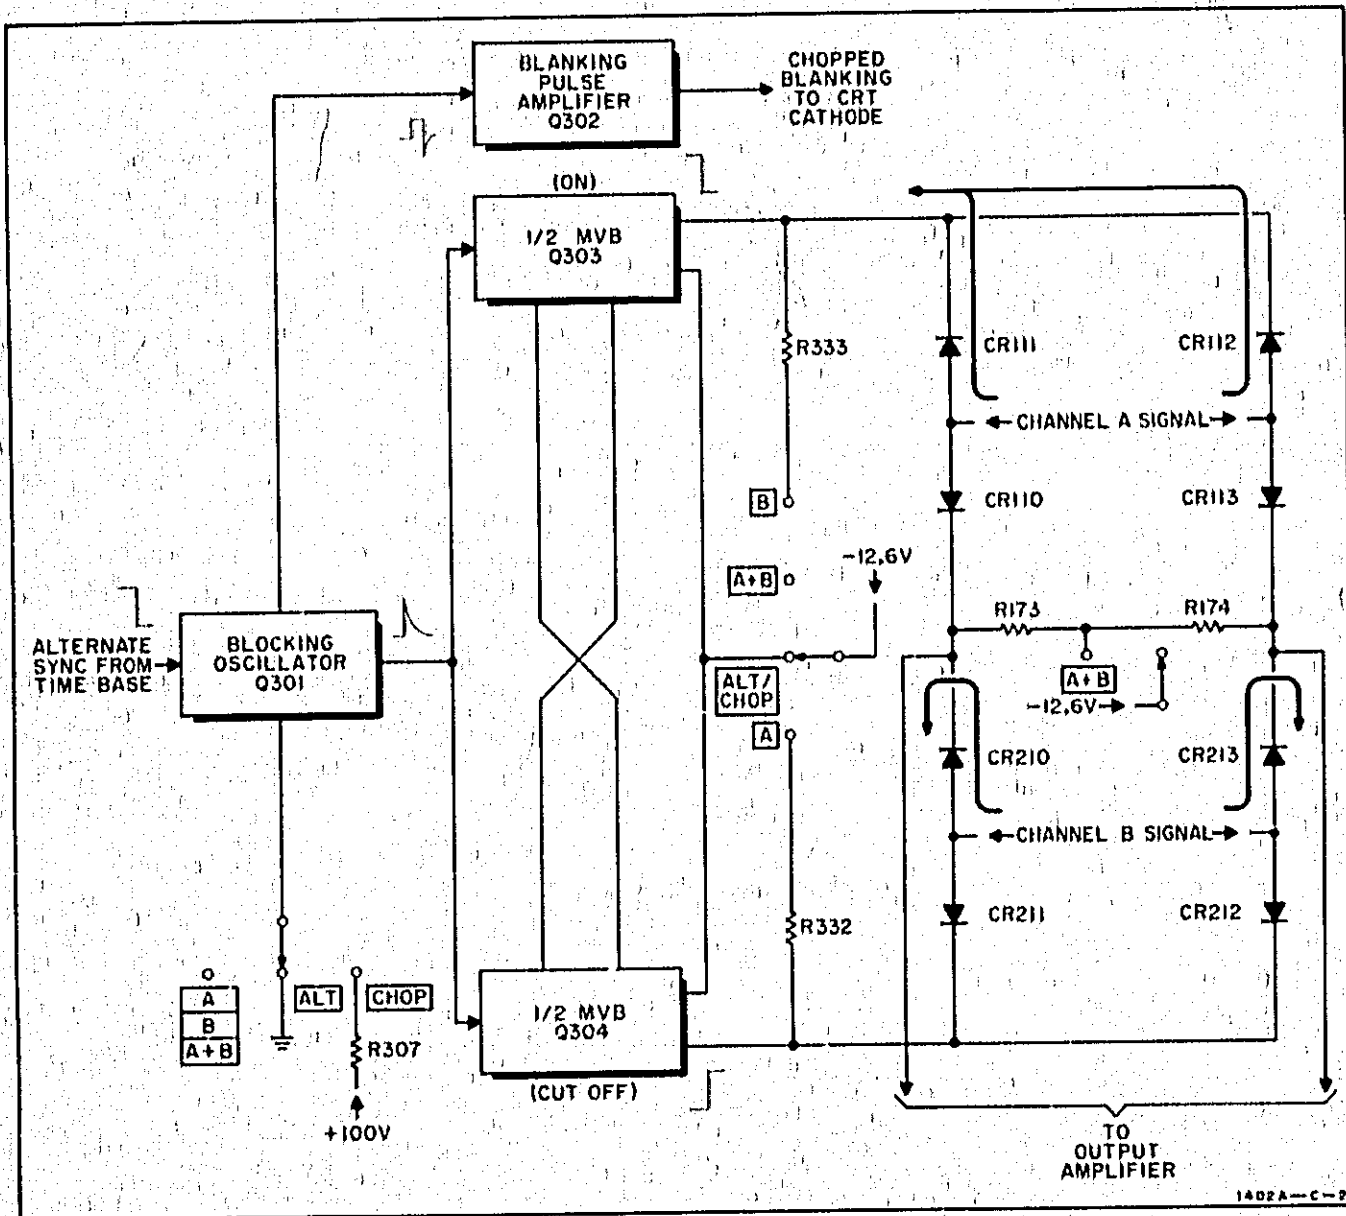 BLANKING
PULSE
AMPLIFIER
Q302
CHOPPED
BLANKING
TO CRT
CATHODE
(ON)
1/2 MVB
Q303
R333
CR111
CR112
CHANNEL A SIGNAL
B
CR110
CR113
A+B
-12,6V
R173
R174
ALTERNATE
SYNC FROM
TIME BASE
BLOCKING
OSCILLATOR
Q301
ALT/
CHOP
A+B
-12,6V
A
CR210
CR213
CHANNEL B SIGNAL
R332
CR211
CR212
A
B
A+B
ALT
CHOP
R307
+100V
1/2 MVB
Q304
(CUT OFF)
TO
OUTPUT
AMPLIFIER
1402A-C-2